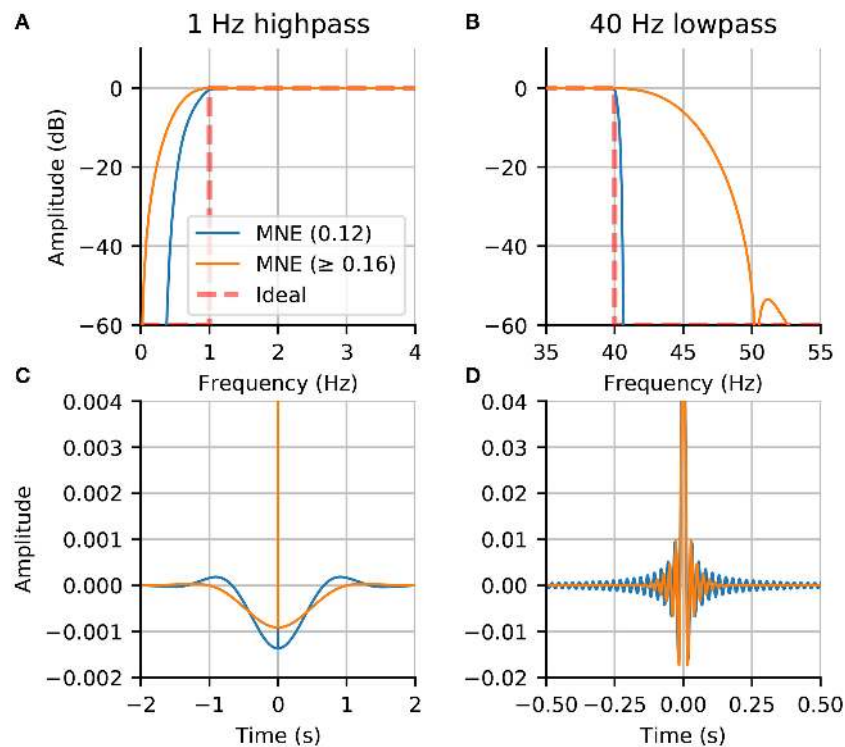 A 1 Hz highpass
B 40 Hz lowpass
Amplitude (dB)
0
−20
−40
−60
0 1 2 3 4
Frequency (Hz)
MNE (0.12)
MNE (≥ 0.16)
Ideal
0
−20
−40
−60
35 40 45 50 55
Frequency (Hz)
C
Amplitude
0.004
0.003
0.002
0.001
0.000
−0.001
−0.002
−2 −1 0 1 2
Time (s)
D
0.04
0.03
0.02
0.01
0.00
−0.01
−0.02
−0.50 −0.25 0.00 0.25 0.50
Time (s)